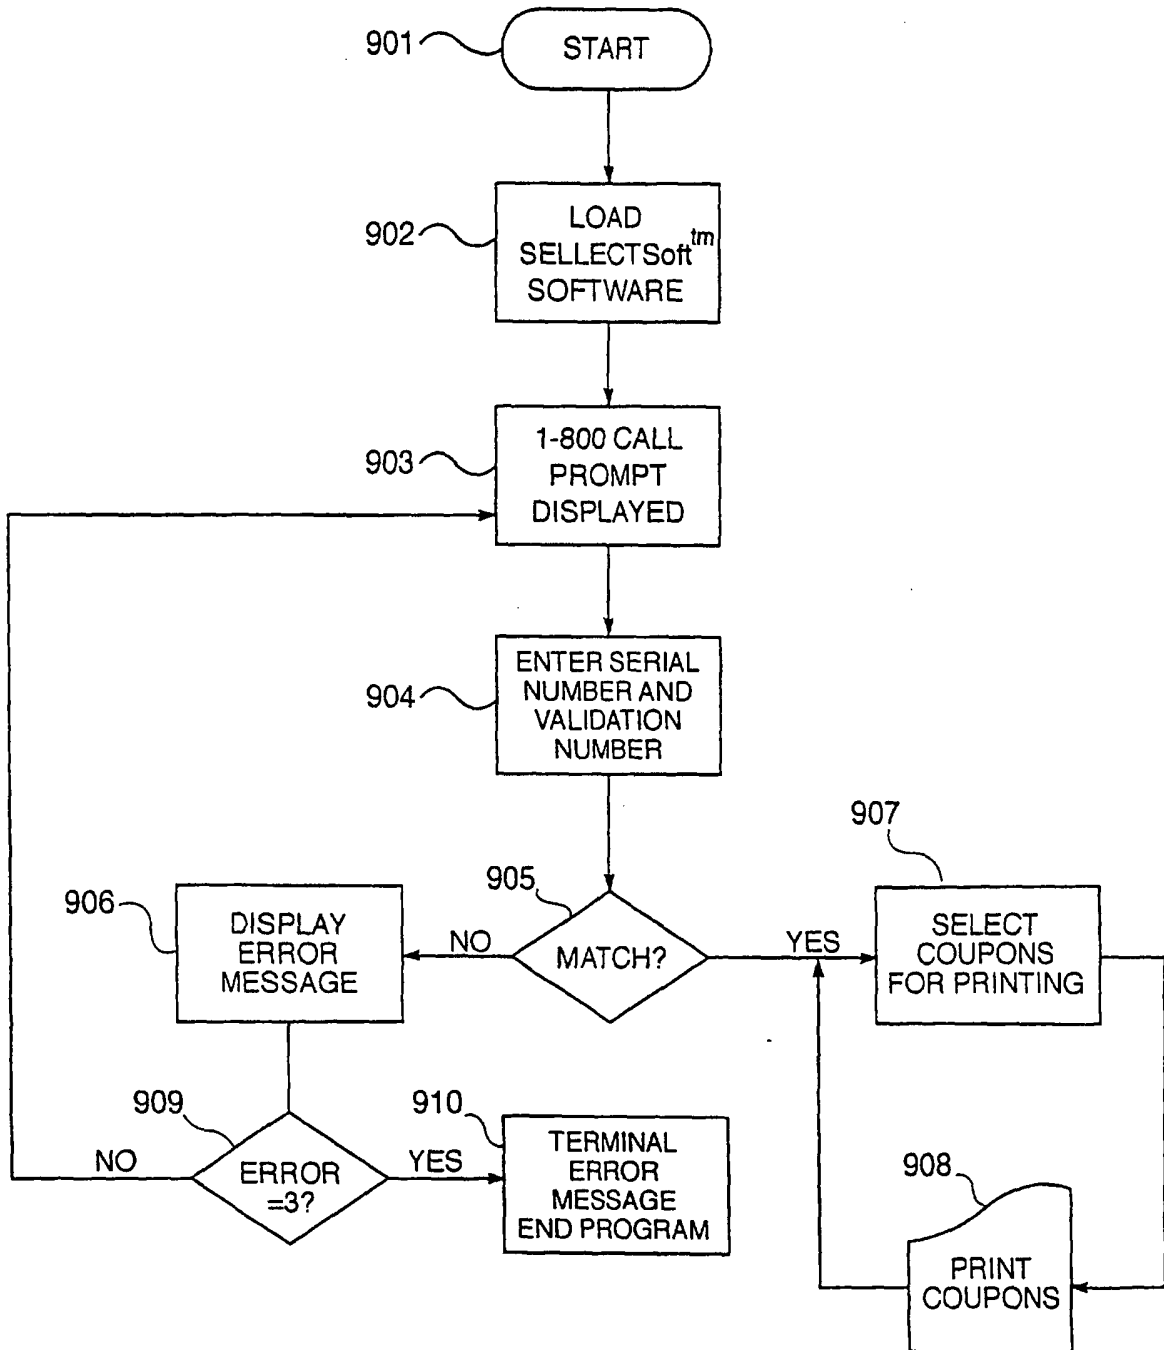 901
START
902
LOAD
SELLECTSoft tm
SOFTWARE
903
1-800 CALL
PROMPT
DISPLAYED
904
ENTER SERIAL
NUMBER AND
VALIDATION
NUMBER
905
MATCH?
NO
YES
906
DISPLAY
ERROR
MESSAGE
907
SELECT
COUPONS
FOR PRINTING
909
ERROR
=3?
NO
YES
910
TERMINAL
ERROR
MESSAGE
END PROGRAM
908
PRINT
COUPONS